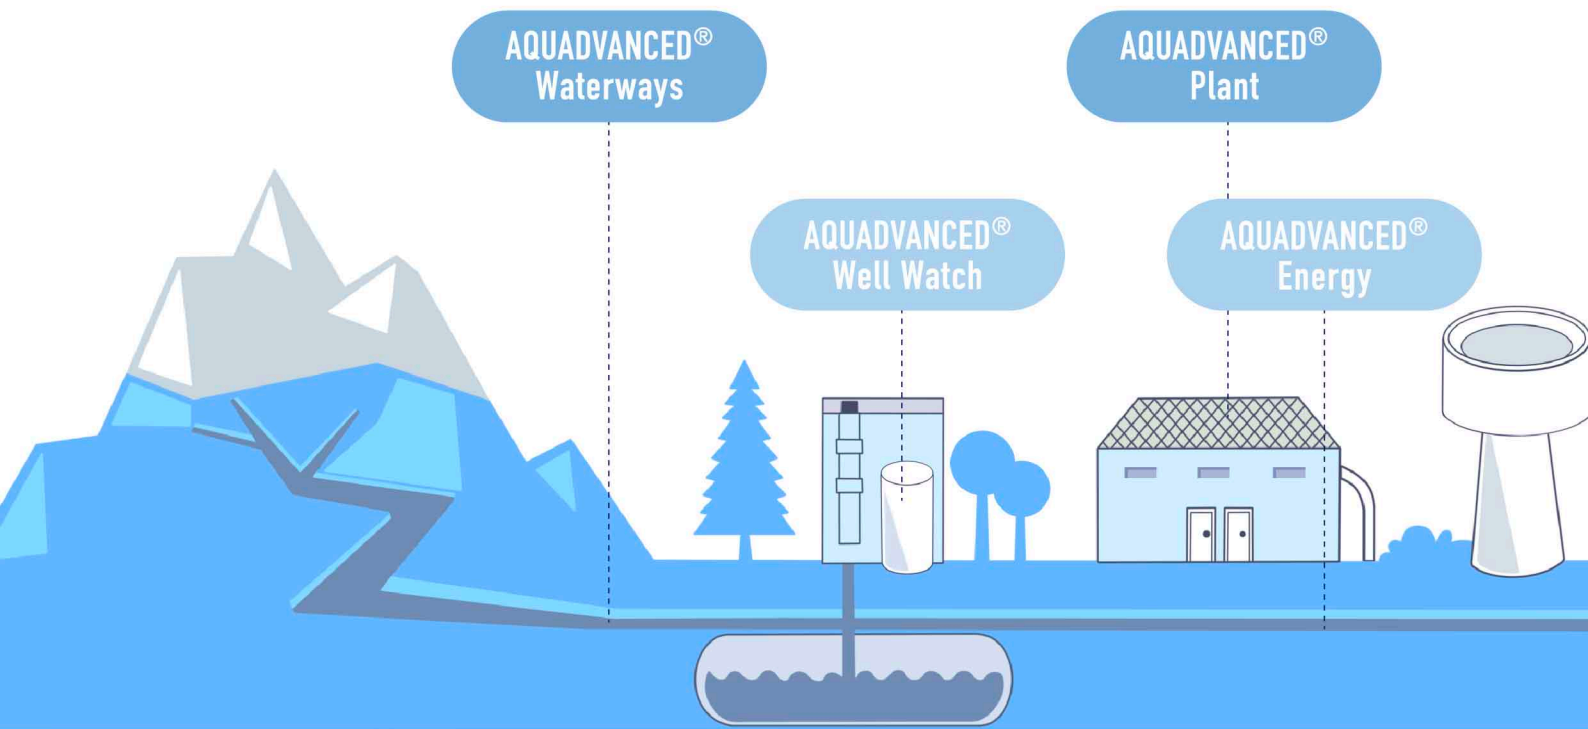 AQUADVANCED®
Waterways
AQUADVANCED®
Plant
AQUADVANCED®
Well Watch
AQUADVANCED®
Energy